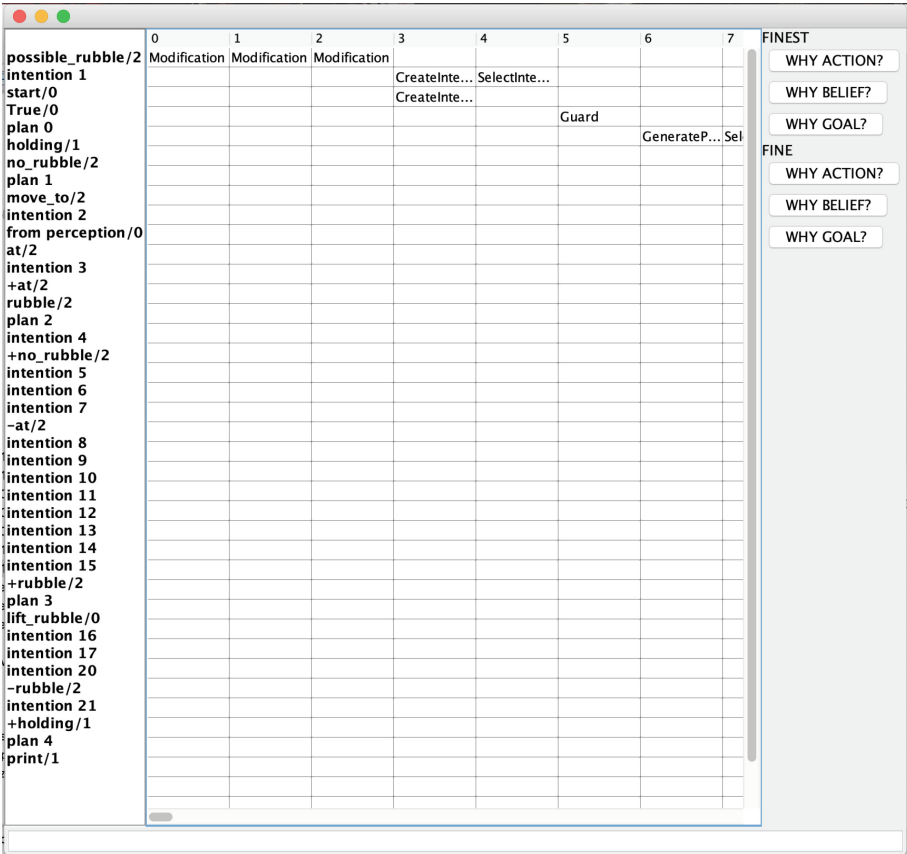 0 1 2 3 4 5 6 7 FINEST
possible_rubble/2 Modification Modification Modification WHY ACTION?
intention 1 CreateInte... SelectInte...
start/0 CreateInte... WHY BELIEF?
True/0 Guard
plan 0 GenerateP... Sel WHY GOAL?
holding/1
no_rubble/2 FINE
plan 1 WHY ACTION?
move_to/2
intention 2 WHY BELIEF?
from perception/0 WHY GOAL?
at/2
intention 3
+at/2
rubble/2
plan 2
intention 4
+no_rubble/2
intention 5
intention 6
intention 7
-at/2
intention 8
intention 9
intention 10
intention 11
intention 12
intention 13
intention 14
intention 15
+rubble/2
plan 3
lift_rubble/0
intention 16
intention 17
intention 20
-rubble/2
intention 21
+holding/1
plan 4
print/1